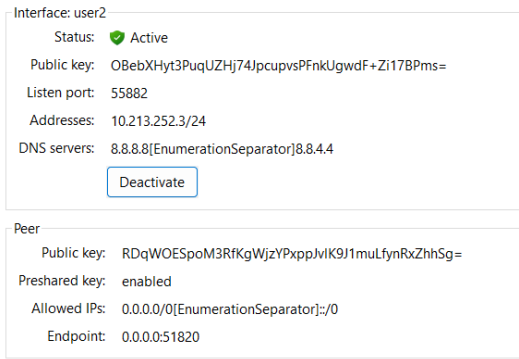 Interface: user2
Status: Active
Public key: OBebXHyt3PuqUZHj74JpcupvsPFnkUgwdF+Zi17BPms=
Listen port: 55882
Addresses: 10.213.252.3/24
DNS servers: 8.8.8.8[EnumerationSeparator]8.8.4.4
Deactivate
Peer
Public key: RDqWOESpoM3RfKgWjzYPxppJvIK9J1muLfynRxZhhSg=
Preshared key: enabled
Allowed IPs: 0.0.0.0/0[EnumerationSeparator]::/0
Endpoint: 0.0.0.0:51820